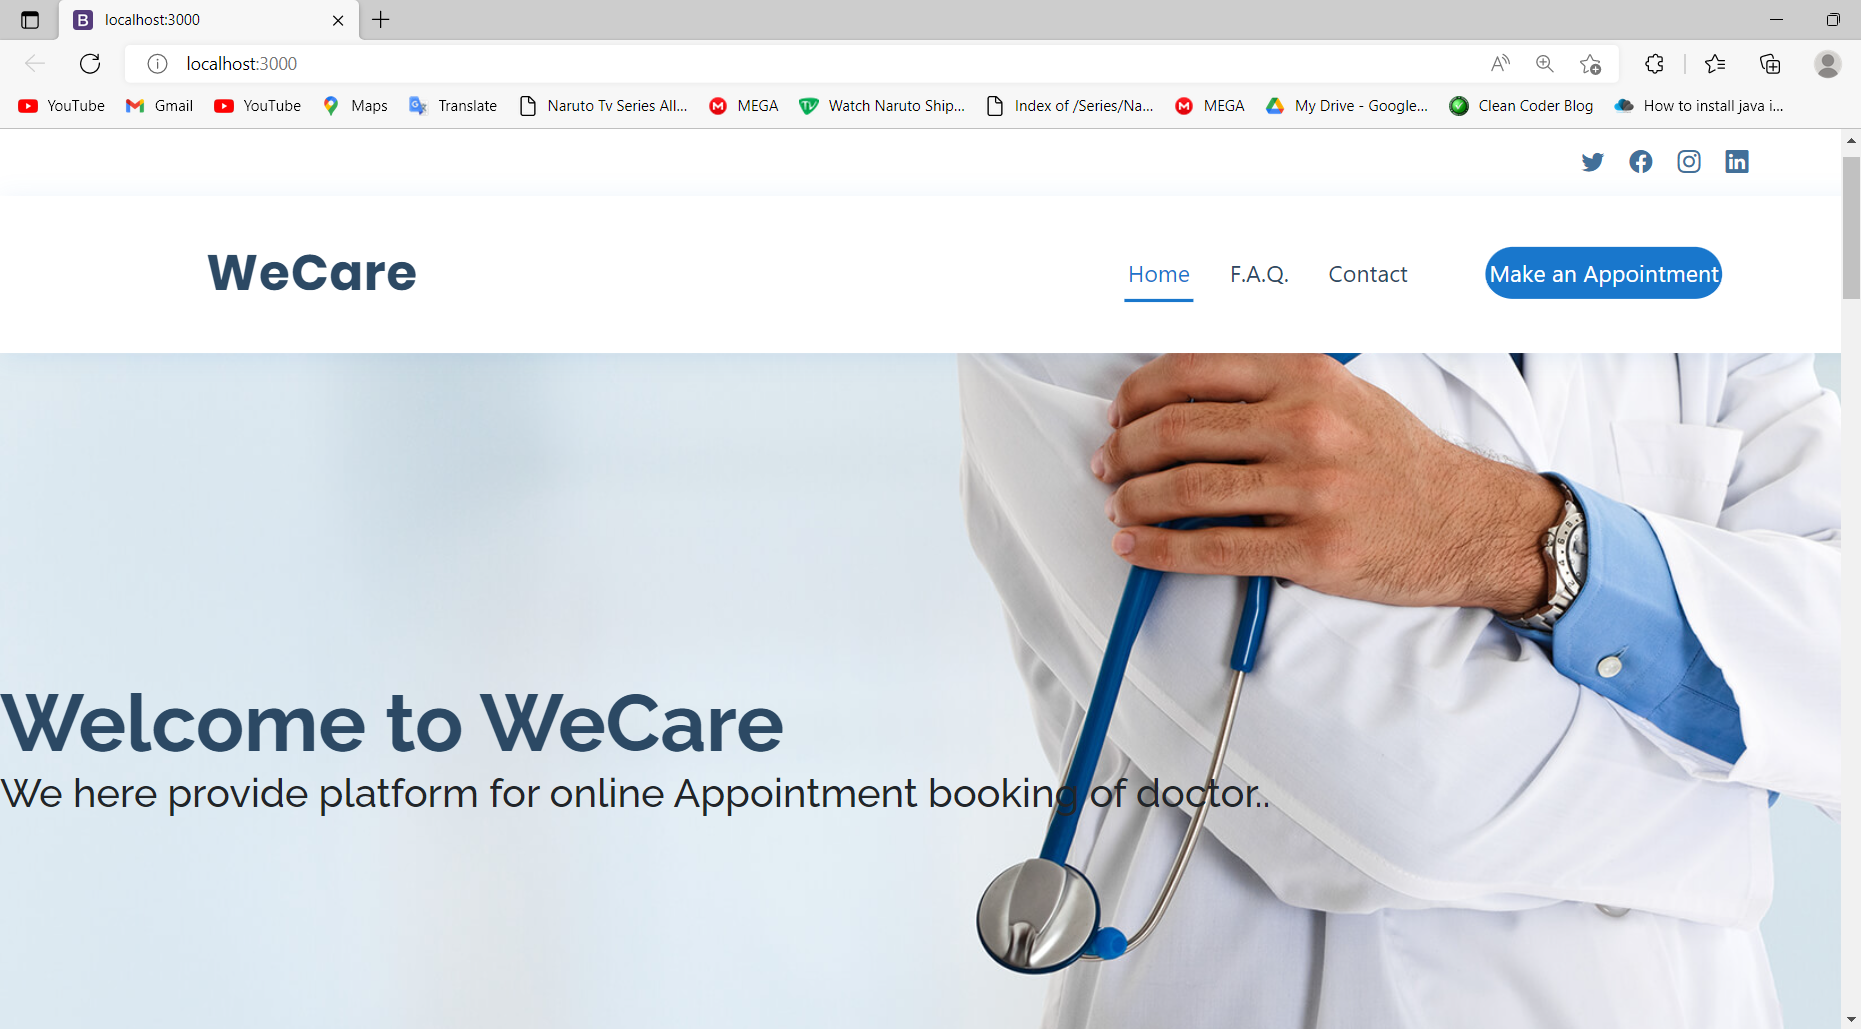 localhost:3000
localhost:3000
YouTube Gmail YouTube Maps Translate Naruto Tv Series All... MEGA Watch Naruto Ship... Index of /Series/Na... MEGA My Drive - Google... Clean Coder Blog How to install java i...
WeCare Home F.A.Q. Contact Make an Appointment
Welcome to WeCare
We here provide platform for online Appointment booking of doctor..